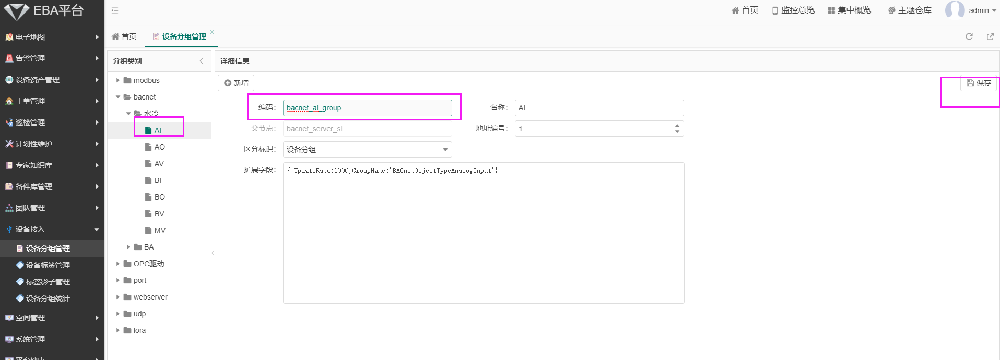 EBA平台
首页
监控总览
集中概览
主题仓库
admin
电子地图
告警管理
设备资产管理
工单管理
巡检管理
计划性维护
专家知识库
备件库管理
团队管理
设备接入
设备分组管理
设备标签管理
标签影子管理
设备分组统计
空间管理
系统管理
平台健康
首页
设备分组管理
分组类别
modbus
bacnet
水冷
AI
AO
AV
BI
BO
BV
MV
BA
OPC驱动
port
webserver
udp
lora
详细信息
新增
保存
编码： bacnet_ai_group
名称： AI
父节点： bacnet_server_sl
地址编号： 1
区分标识： 设备分组
扩展字段： { UpdateRate:1000,GroupName:'BACnetObjectTypeAnalogInput'}